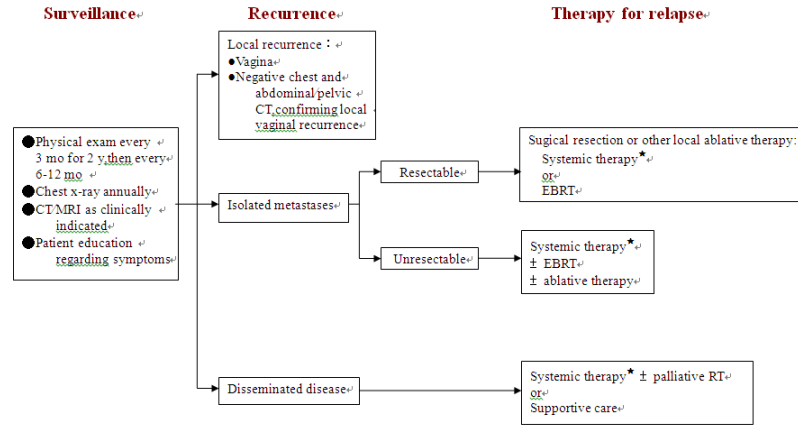 Surveillance
Recurrence
Therapy for relapse
Local recurrence：
●Vagina
●Negative chest and
abdominal/pelvic
CT,confirming local
vaginal recurrence
●Physical exam every
3 mo for 2 y,then every
6-12 mo
●Chest x-ray annually
●CT/MRI as clinically
indicated
●Patient education
regarding symptoms
Isolated metastases
Resectable
Sugical resection or other local ablative therapy:
Systemic therapy★
or
EBRT
Unresectable
Systemic therapy★
± EBRT
± ablative therapy
Disseminated disease
Systemic therapy★ ± palliative RT
or
Supportive care